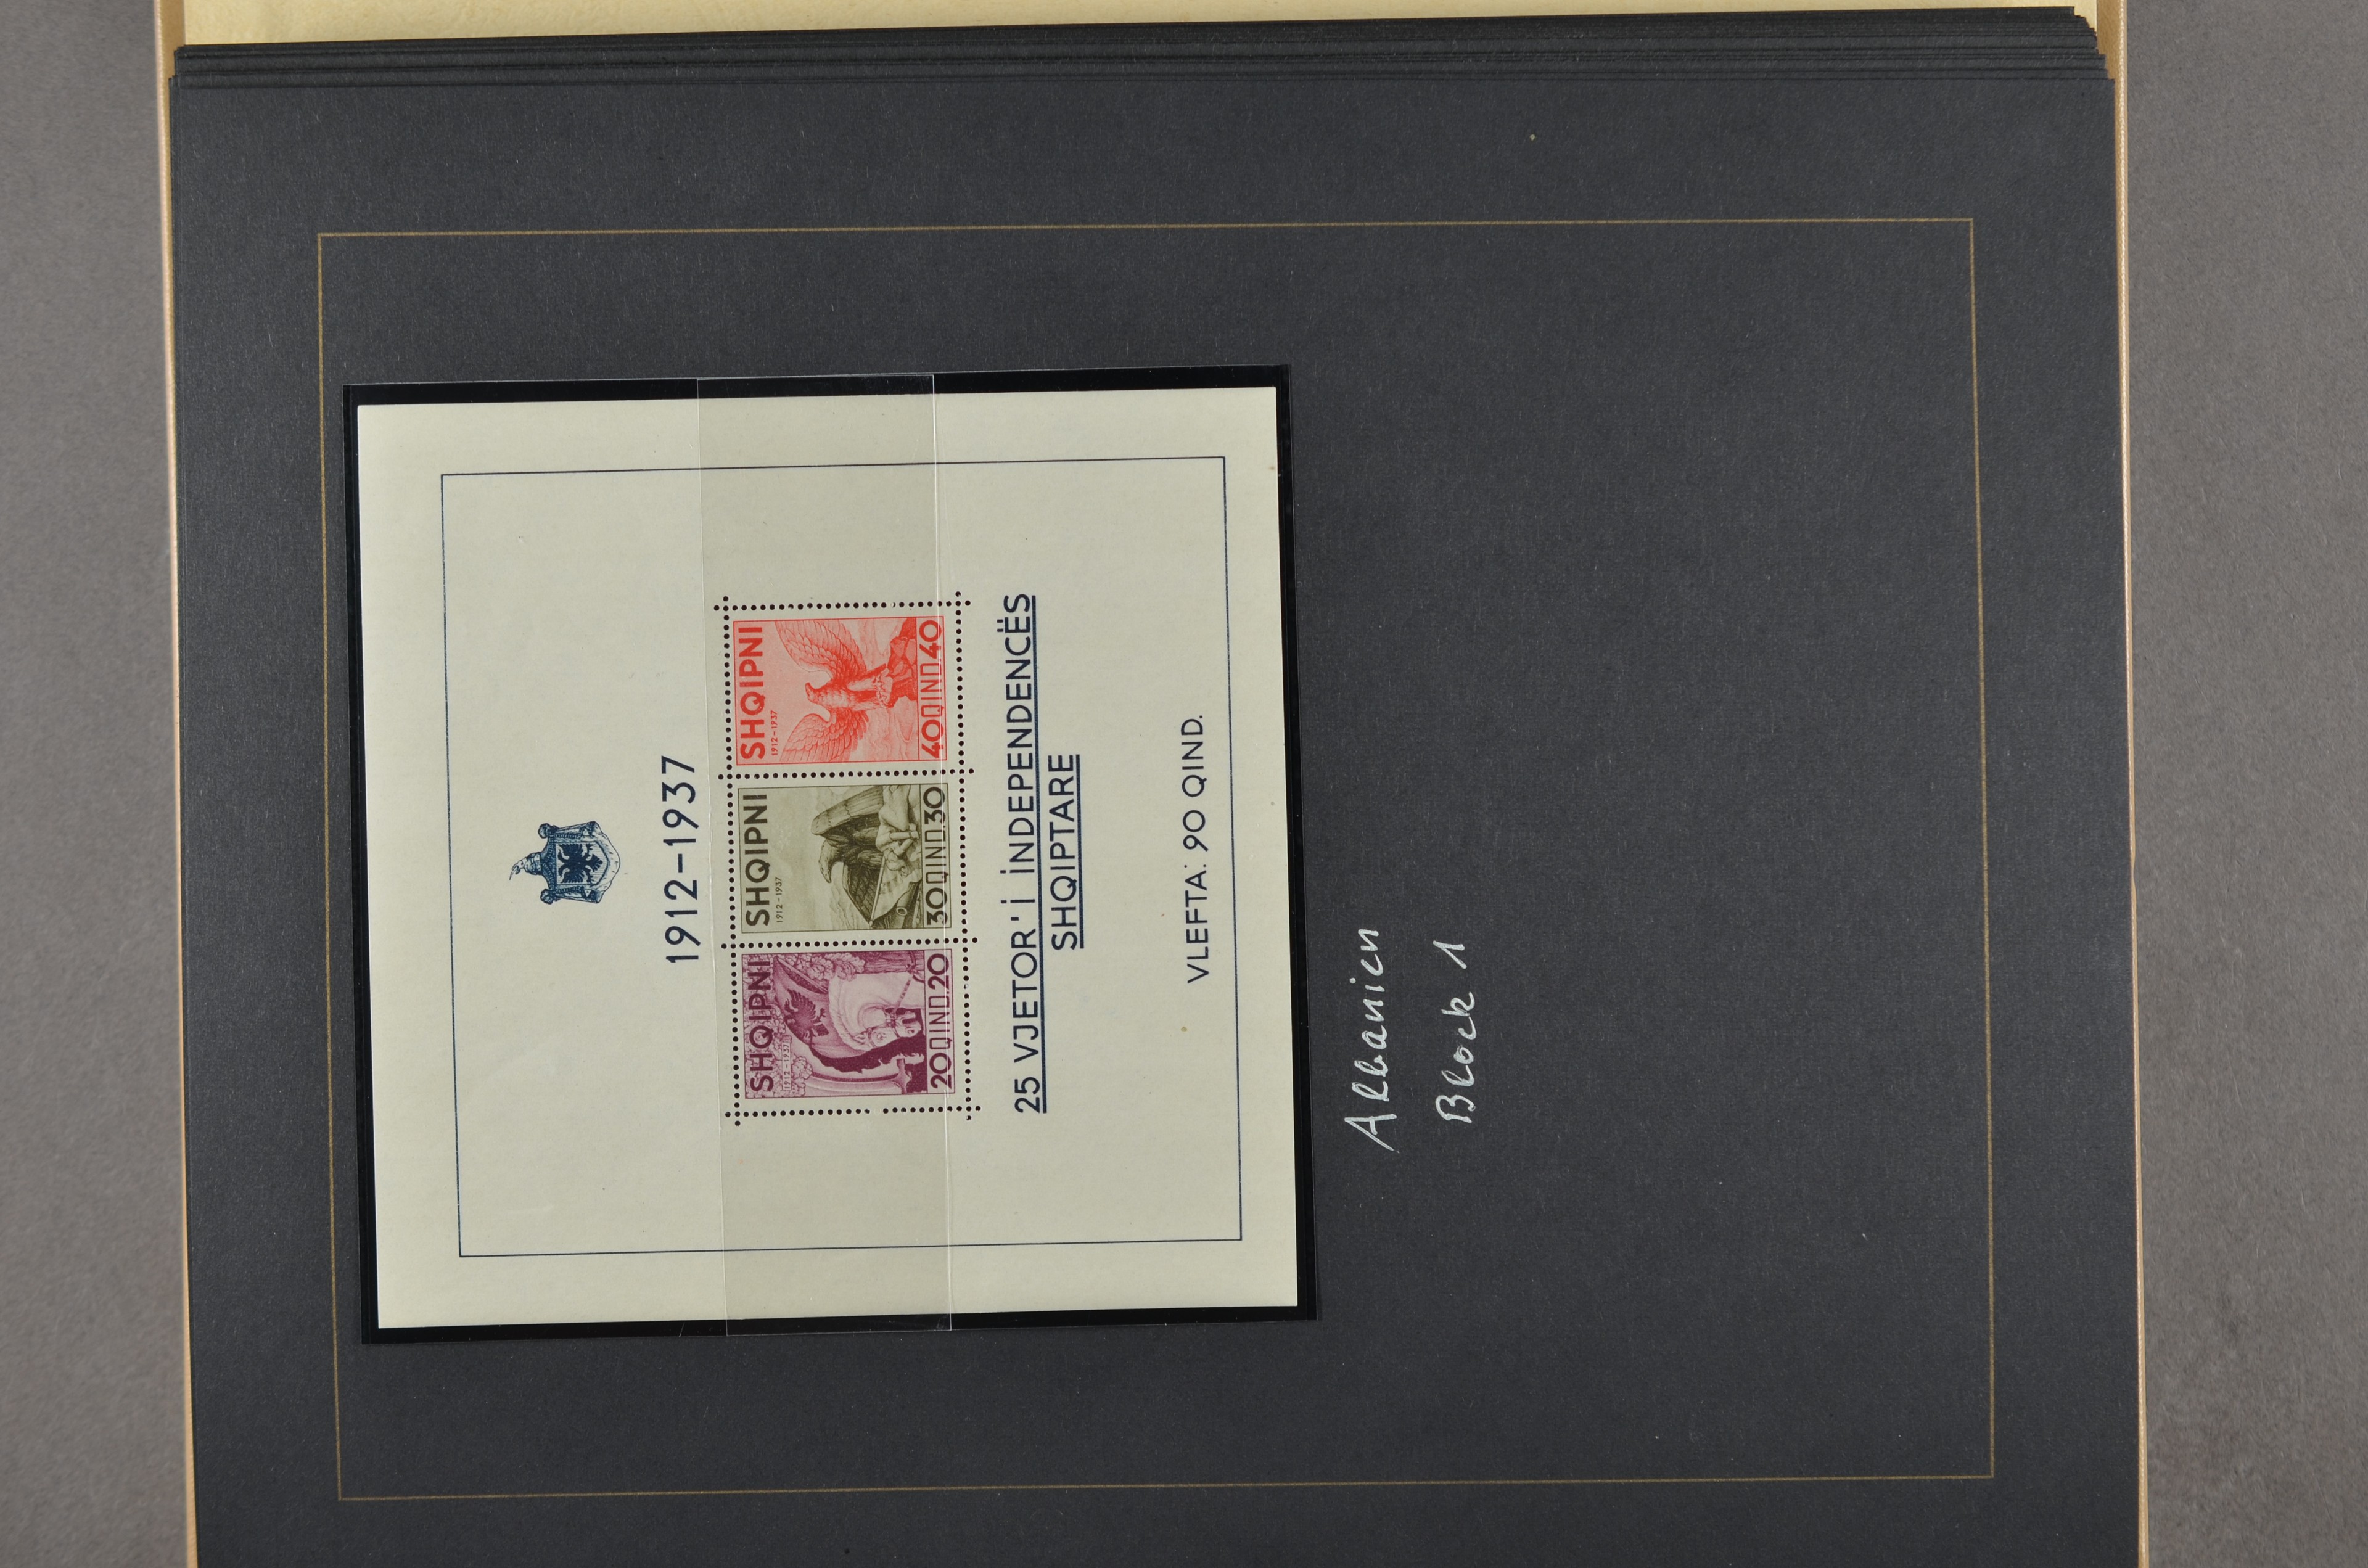 1912-1937
SHQIPNI
1912-1937
20 QIND. 20
SHQIPNI
1912-1937
30 QIND. 30
SHQIPNI
1912-1937
40 QIND. 40
25 VJETOR' İ İNDEPENDENCËS
SHQIPTARE
VLEFTA: 90 QIND.
Albanien
Block 1